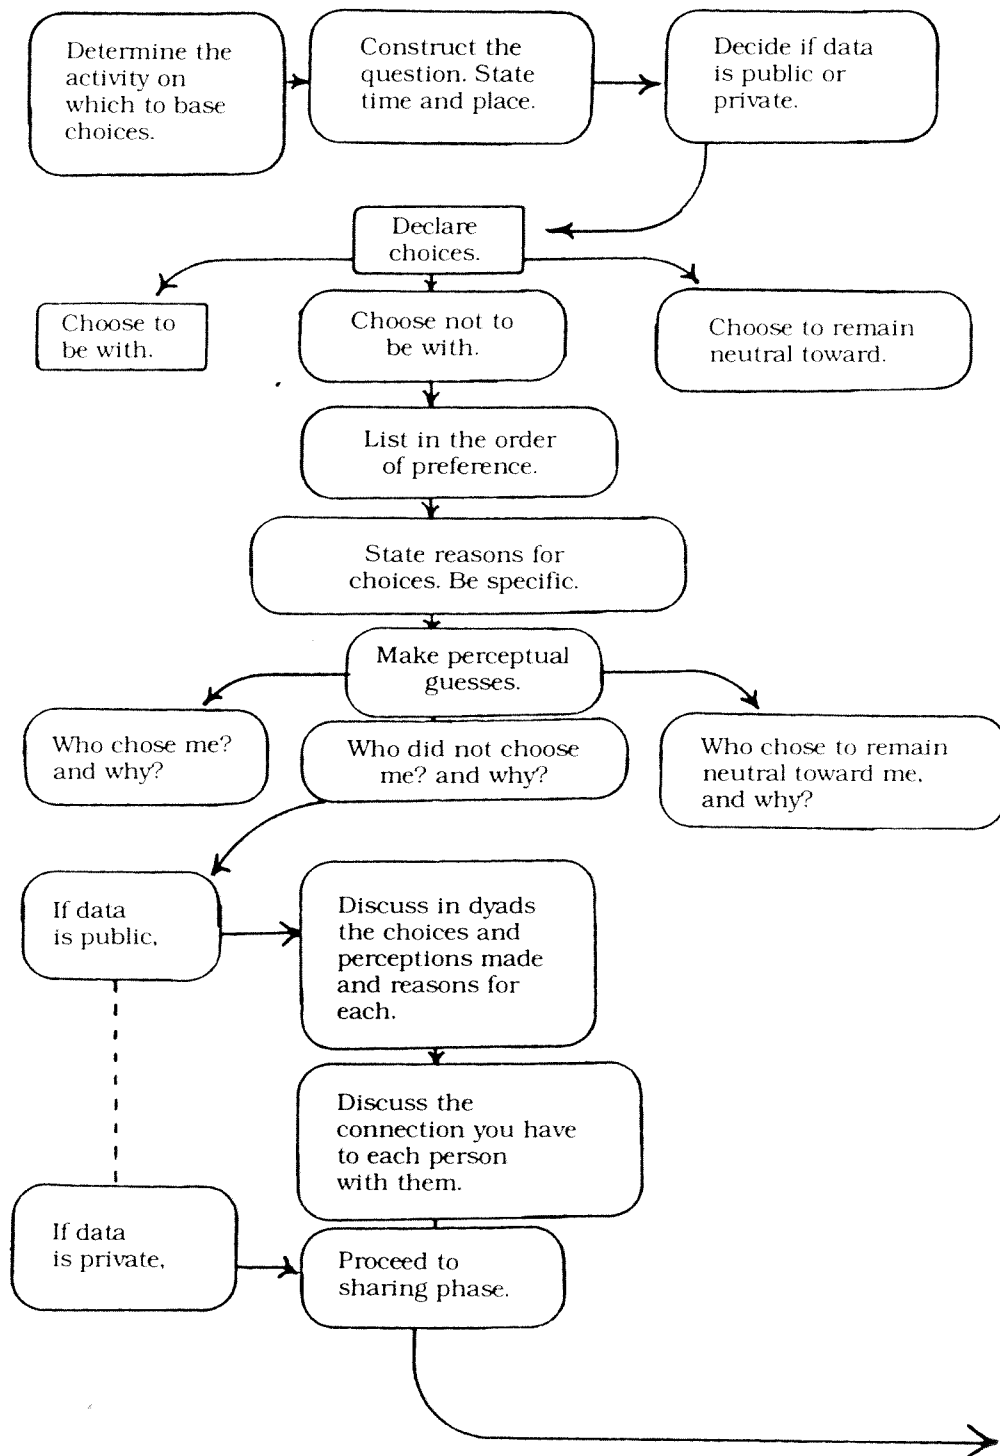 Determine the
activity on
which to base
choices.
Construct the
question. State
time and place.
Decide if data
is public or
private.
Declare
choices.
Choose to
be with.
Choose not to
be with.
Choose to remain
neutral toward.
List in the order
of preference.
State reasons for
choices. Be specific.
Make perceptual
guesses.
Who chose me?
and why?
Who did not choose
me? and why?
Who chose to remain
neutral toward me,
and why?
If data
is public,
Discuss in dyads
the choices and
perceptions made
and reasons for
each.
Discuss the
connection you have
to each person
with them.
If data
is private,
Proceed to
sharing phase.